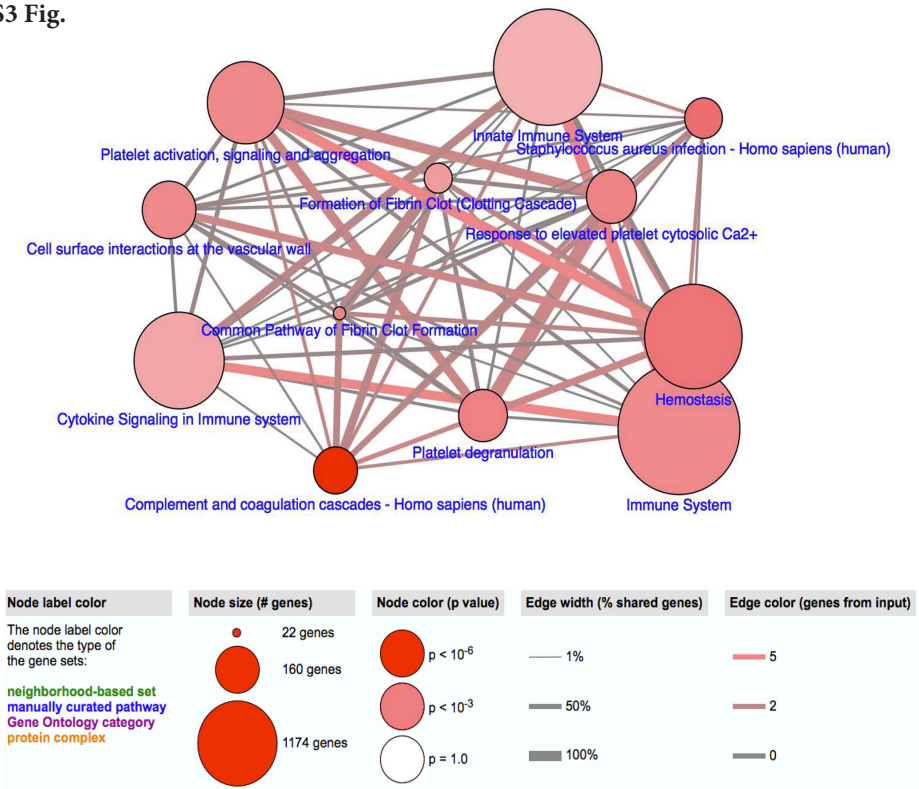 S3 Fig.
Innate Immune System
Staphylococcus aureus infection - Homo sapiens (human)
Platelet activation, signaling and aggregation
Formation of Fibrin Clot (Clotting Cascade)
Response to elevated platelet cytosolic Ca2+
Cell surface interactions at the vascular wall
Common Pathway of Fibrin Clot Formation
Hemostasis
Cytokine Signaling in Immune system
Platelet degranulation
Complement and coagulation cascades - Homo sapiens (human)
Immune System
Node label color
The node label color
denotes the type of
the gene sets:
neighborhood-based set
manually curated pathway
Gene Ontology category
protein complex
Node size (# genes)
22 genes
160 genes
1174 genes
Node color (p value)
p < 10-6
p < 10-3
p = 1.0
Edge width (% shared genes)
1%
50%
100%
Edge color (genes from input)
5
2
0